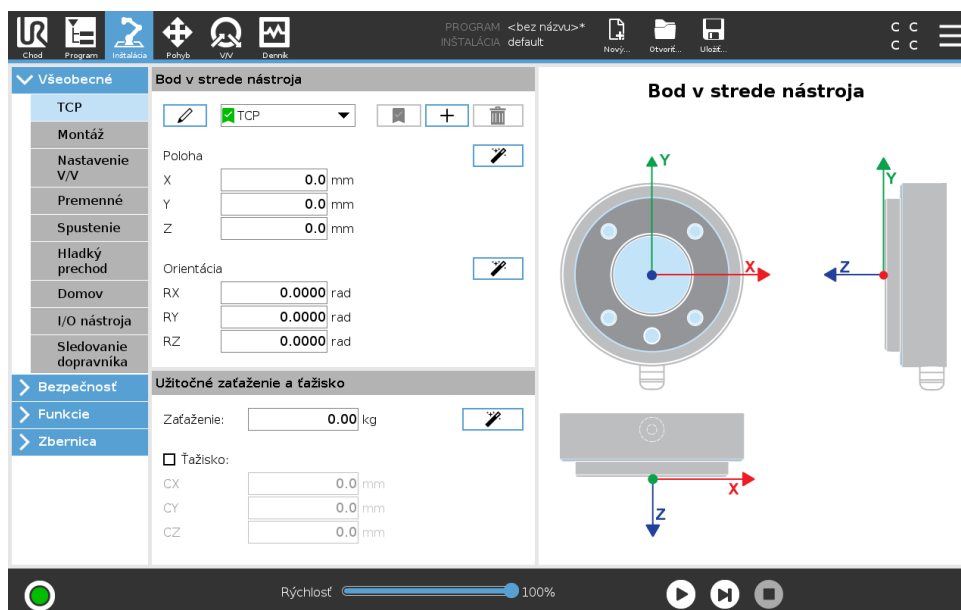 UR
Chod
Program
Inštalácia
Pohyb
V/V
Denník
PROGRAM <bez názvu>*
INŠTALÁCIA default
Nový...
Otvoriť...
Uložiť...
C C
C C
Všeobecné
TCP
Montáž
Nastavenie
V/V
Premenné
Spustenie
Hladký
prechod
Domov
I/O nástroja
Sledovanie
dopravníka
Bezpečnosť
Funkcie
Zbernica
Bod v strede nástroja
TCP
Poloha
X 0.0 mm
Y 0.0 mm
Z 0.0 mm
Orientácia
RX 0.0000 rad
RY 0.0000 rad
RZ 0.0000 rad
Užitočné zaťaženie a ťažisko
Zaťaženie: 0.00 kg
Ťažisko:
CX 0.0 mm
CY 0.0 mm
CZ 0.0 mm
Bod v strede nástroja
Y
X
Y
Z
X
Z
Rýchlosť 100%